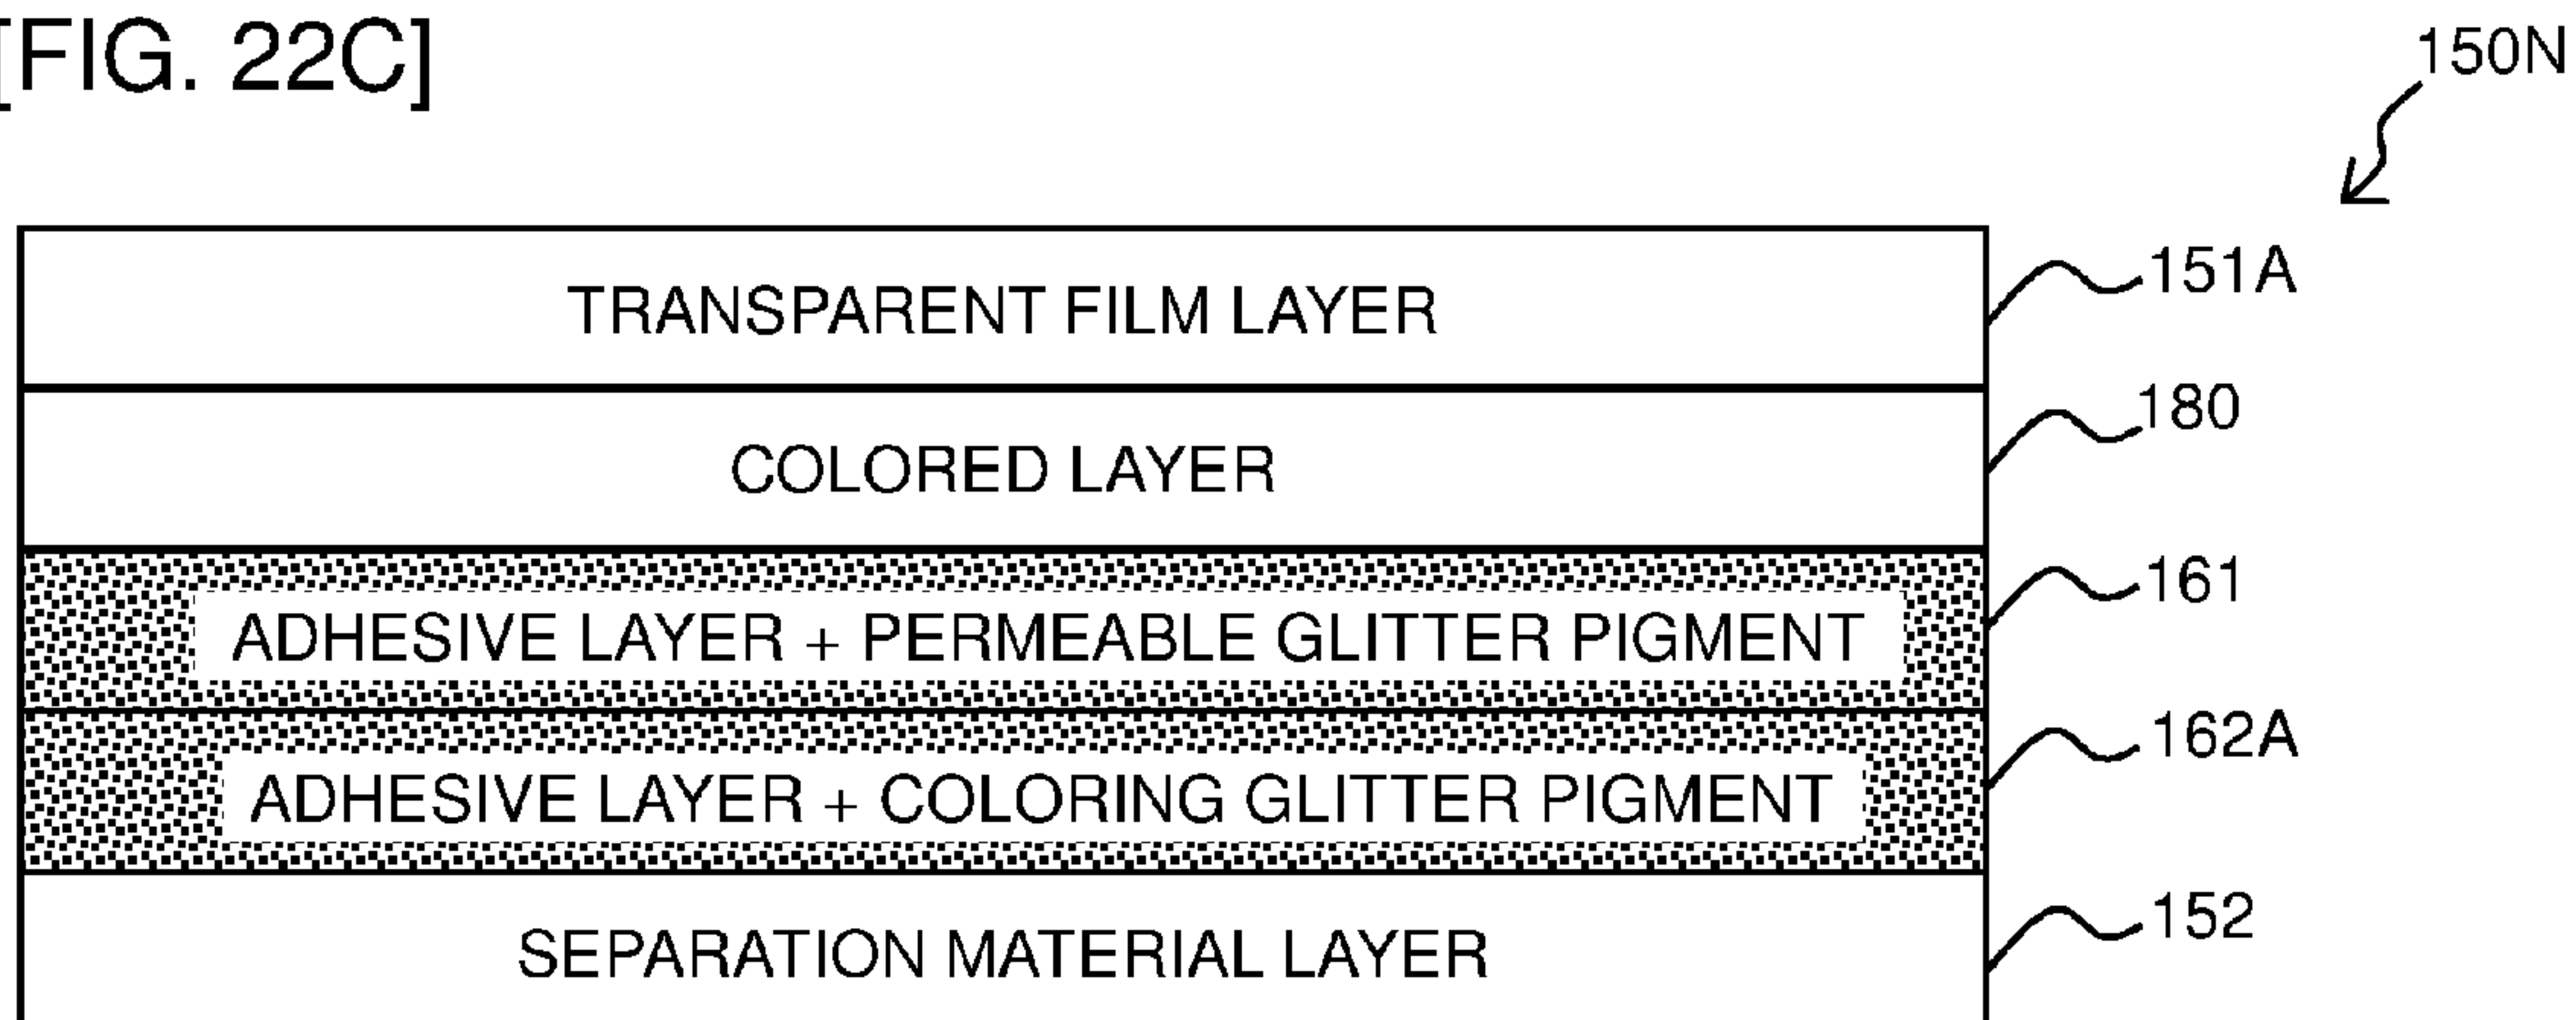 [FIG. 22C]
150N
TRANSPARENT FILM LAYER
151A
COLORED LAYER
180
ADHESIVE LAYER + PERMEABLE GLITTER PIGMENT
161
ADHESIVE LAYER + COLORING GLITTER PIGMENT
162A
SEPARATION MATERIAL LAYER
152